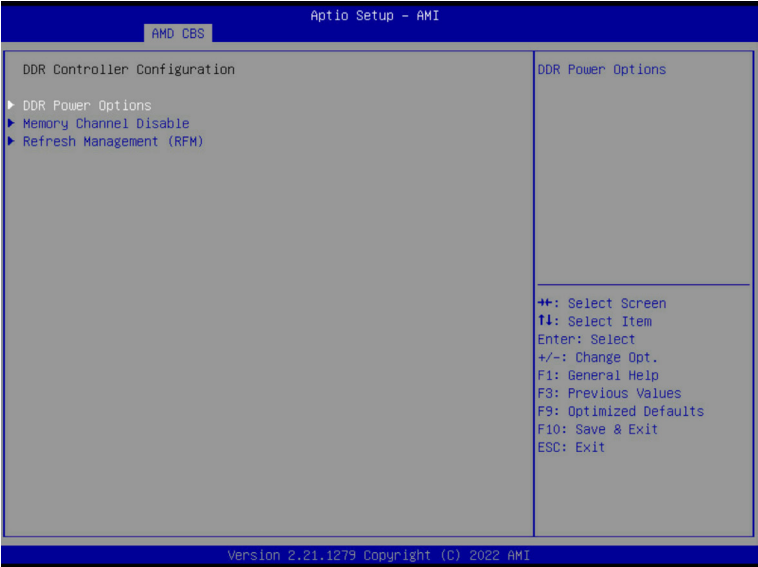 Aptio Setup – AMI
AMD CBS
DDR Controller Configuration
DDR Power Options
Memory Channel Disable
Refresh Management (RFM)
DDR Power Options
→←: Select Screen
↑↓: Select Item
Enter: Select
+/-: Change Opt.
F1: General Help
F3: Previous Values
F9: Optimized Defaults
F10: Save & Exit
ESC: Exit
Version 2.21.1279 Copyright (C) 2022 AMI